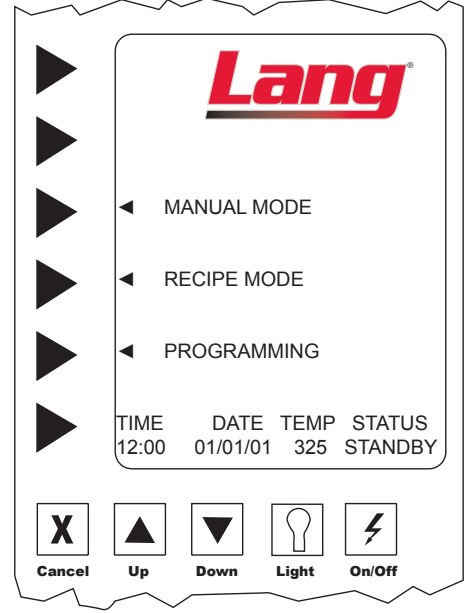 Lang®
MANUAL MODE
RECIPE MODE
PROGRAMMING
TIME DATE TEMP STATUS
12:00 01/01/01 325 STANDBY
X
Cancel Up Down Light On/Off